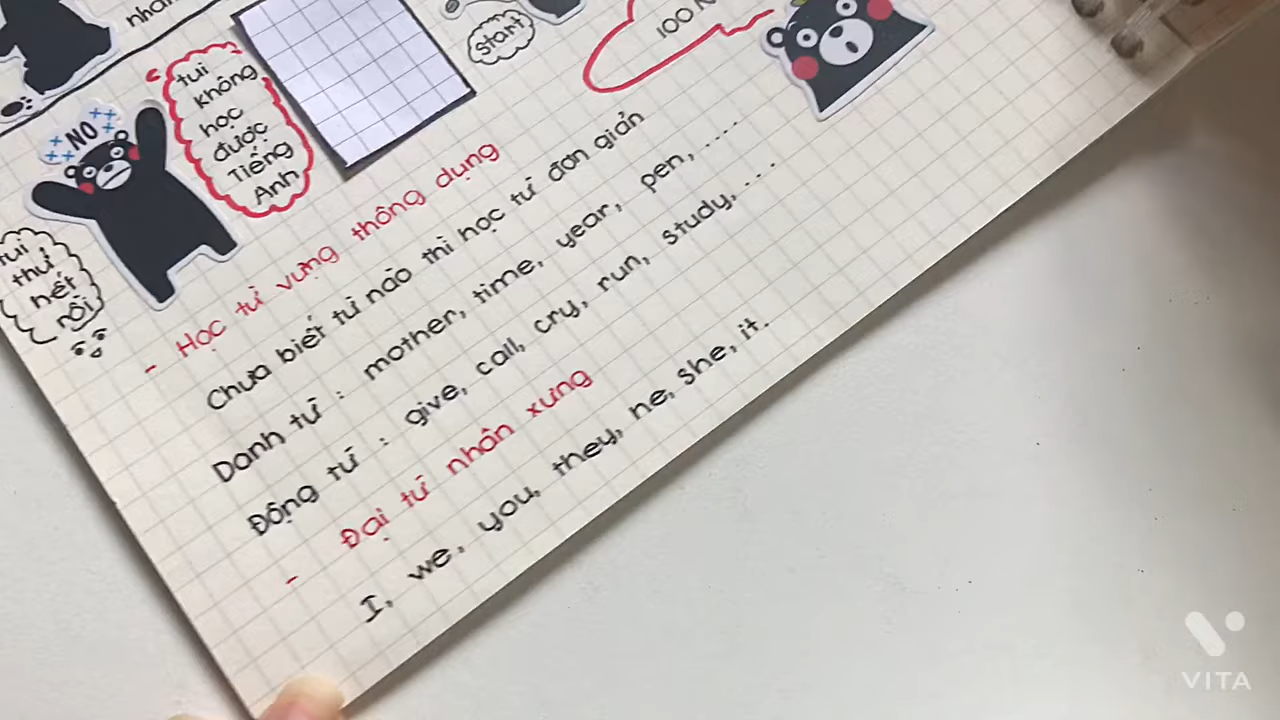 start
NO
tui
không
học
được
Tiếng
Anh
tui
thử
hết
rồi
- Học từ vựng thông dụng
Chưa biết từ nào thì học từ đơn giản
Danh từ : mother, time, year, pen, ....
Động từ : give, call, cry, run, study, ...
- Đại từ nhân xưng
I, we, you, they, he, she, it.
VITA